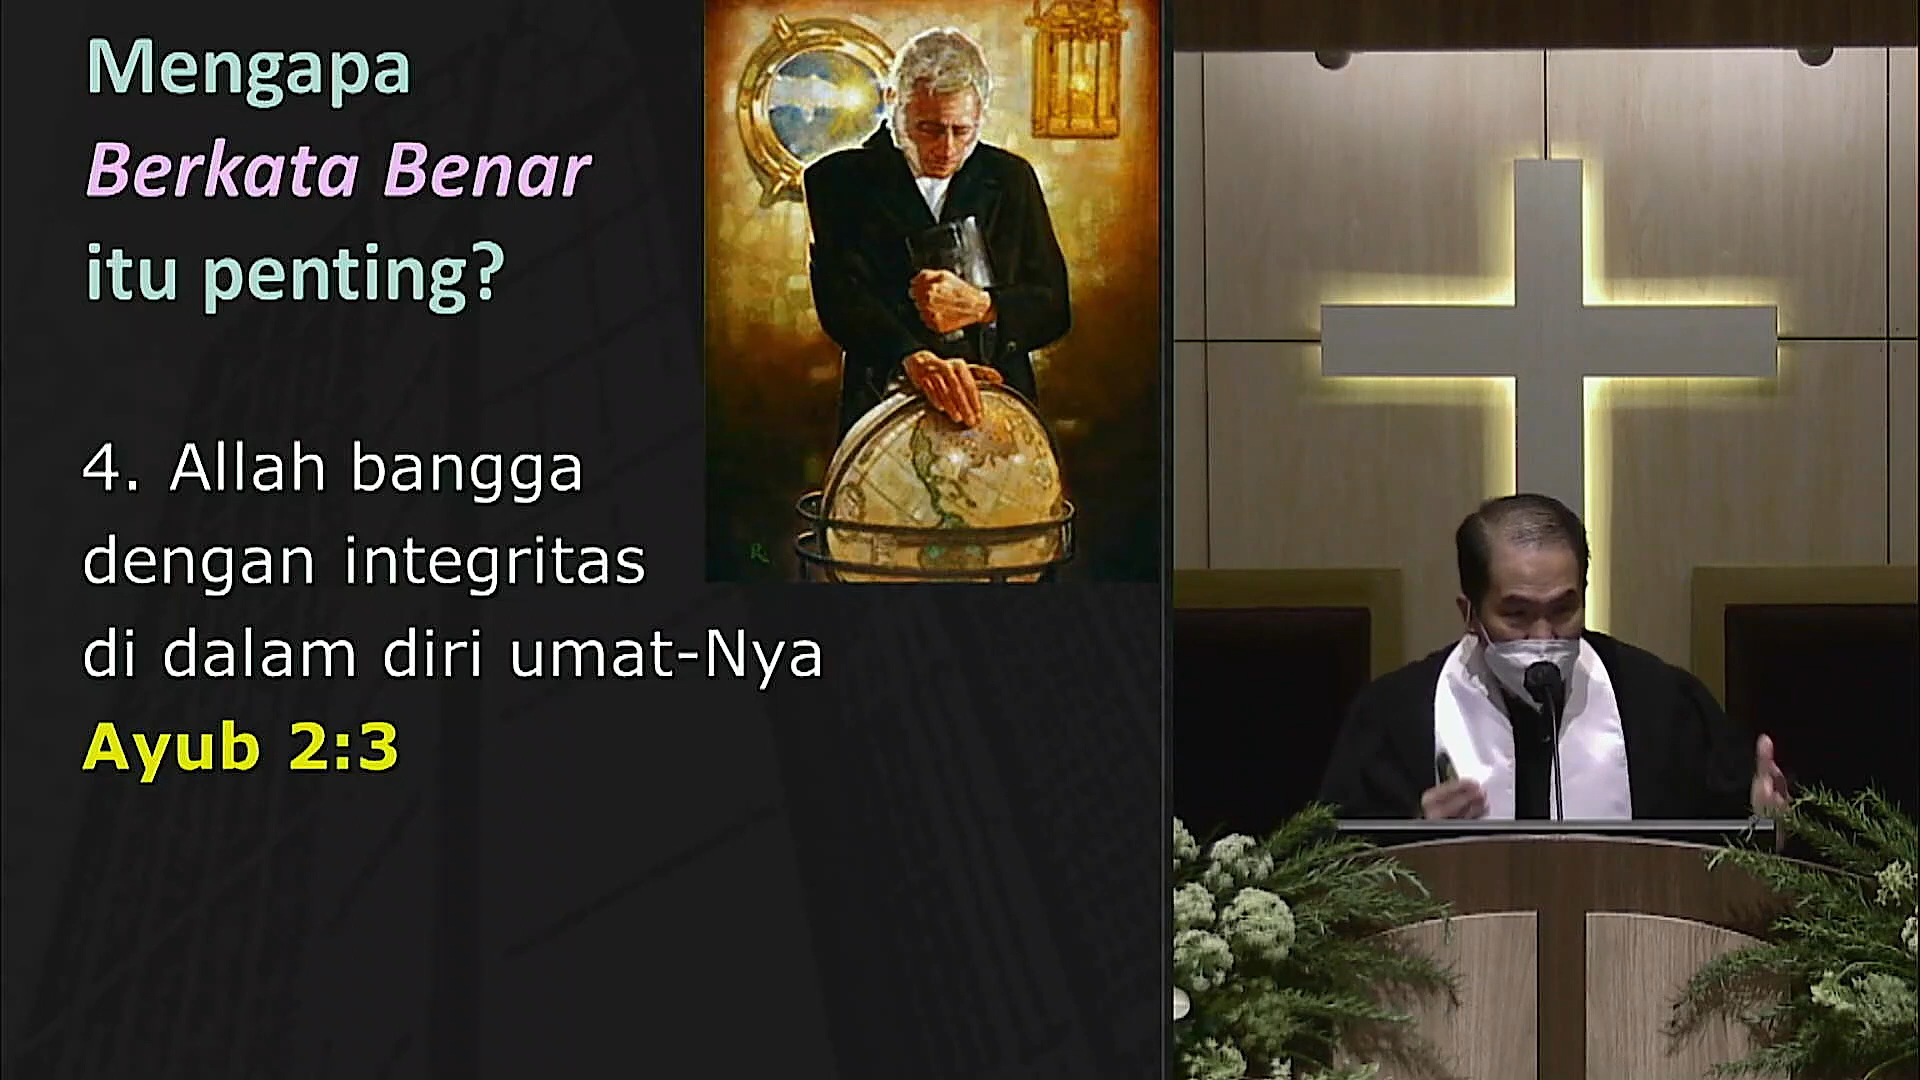 Mengapa
Berkata Benar
itu penting?
4. Allah bangga
dengan integritas
di dalam diri umat-Nya
Ayub 2:3
R